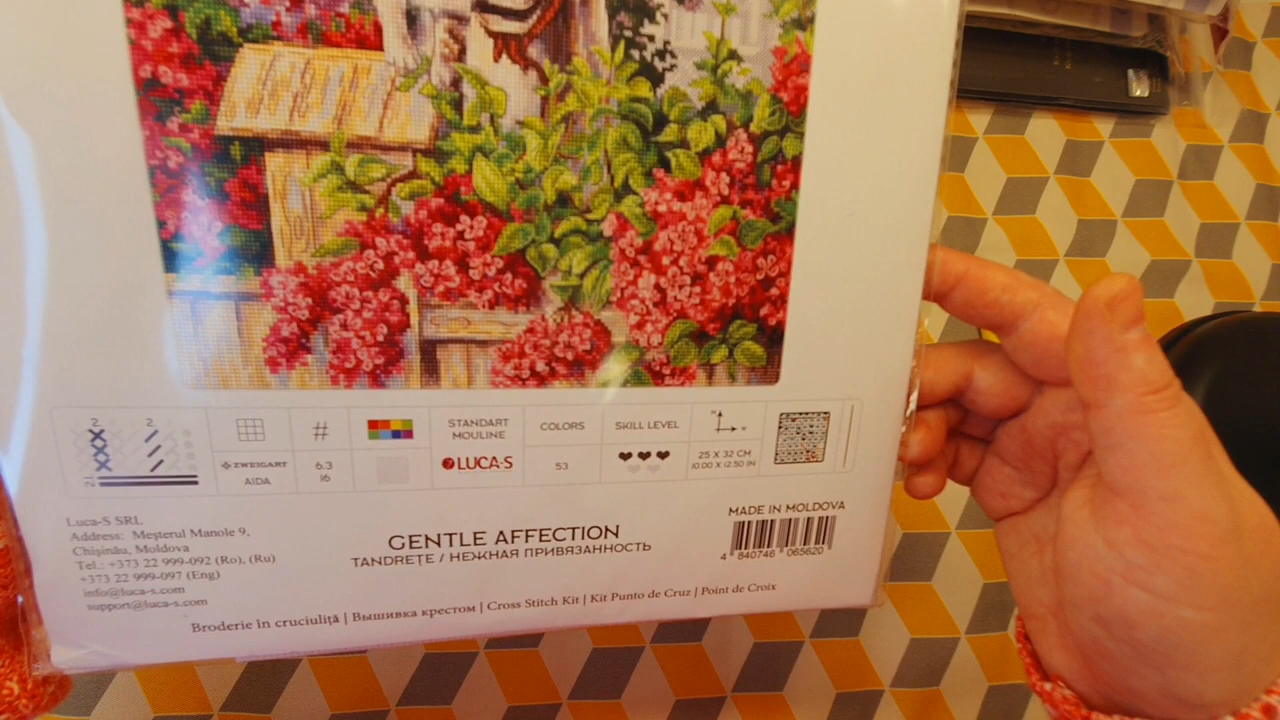 2 2
STANDART MOULINE
COLORS
SKILL LEVEL
H W
ZWEIGART
AIDA
6.3
16
LUCA-S
53
25 X 32 CM
10.00 X 12.50 IN
Luca-S SRL
Address: Meșterul Manole 9,
Chișinău, Moldova
Tel.: +373 22 999-092 (Ro), (Ru)
+373 22 999-097 (Eng)
info@luca-s.com
support@luca-s.com
GENTLE AFFECTION
TANDREȚE / НЕЖНАЯ ПРИВЯЗАННОСТЬ
MADE IN MOLDOVA
4 840746 065620
Broderie în cruciuliță | Вышивка крестом | Cross Stitch Kit | Kit Punto de Cruz | Point de Croix